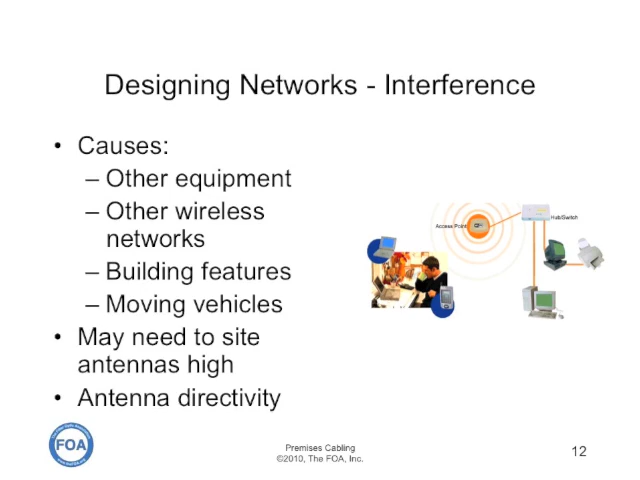 Designing Networks - Interference
• Causes:
– Other equipment
– Other wireless
networks
– Building features
– Moving vehicles
• May need to site
antennas high
• Antenna directivity
Access Point
Hub/Switch
FOA
Premises Cabling
©2010, The FOA, Inc.
12